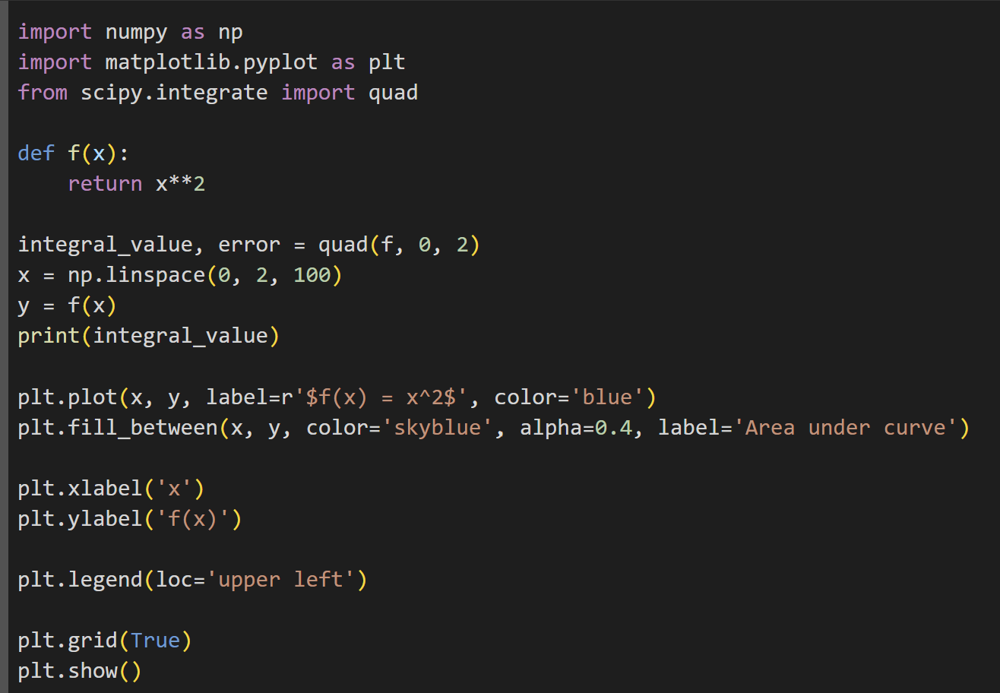 import numpy as np
import matplotlib.pyplot as plt
from scipy.integrate import quad

def f(x):
    return x**2

integral_value, error = quad(f, 0, 2)
x = np.linspace(0, 2, 100)
y = f(x)
print(integral_value)

plt.plot(x, y, label=r'$f(x) = x^2$', color='blue')
plt.fill_between(x, y, color='skyblue', alpha=0.4, label='Area under curve')

plt.xlabel('x')
plt.ylabel('f(x)')

plt.legend(loc='upper left')

plt.grid(True)
plt.show()